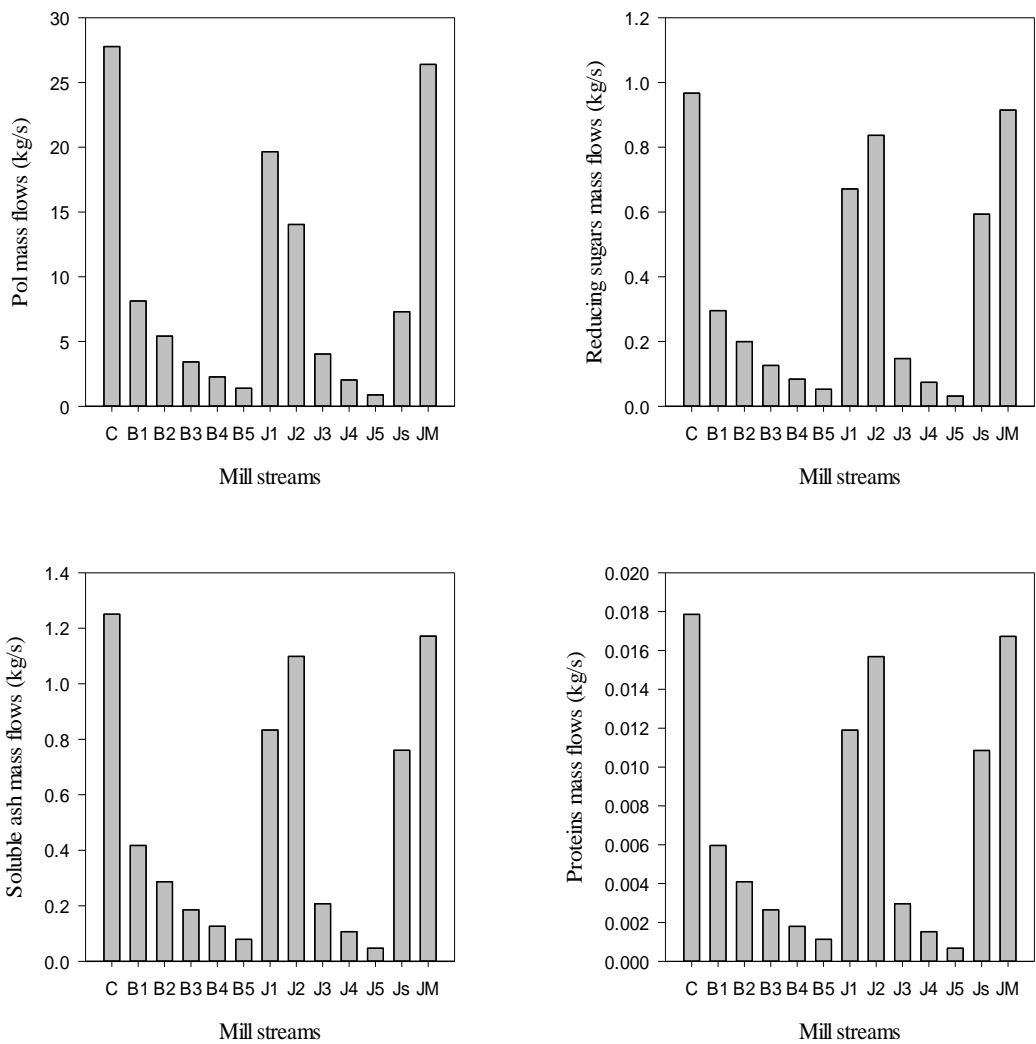 Pol mass flows (kg/s)
30
25
20
15
10
5
0
C B1 B2 B3 B4 B5 J1 J2 J3 J4 J5 Js JM
Mill streams
Reducing sugars mass flows (kg/s)
1.2
1.0
0.8
0.6
0.4
0.2
0.0
C B1 B2 B3 B4 B5 J1 J2 J3 J4 J5 Js JM
Mill streams
Soluble ash mass flows (kg/s)
1.4
1.2
1.0
0.8
0.6
0.4
0.2
0.0
C B1 B2 B3 B4 B5 J1 J2 J3 J4 J5 Js JM
Mill streams
Proteins mass flows (kg/s)
0.020
0.018
0.016
0.014
0.012
0.010
0.008
0.006
0.004
0.002
0.000
C B1 B2 B3 B4 B5 J1 J2 J3 J4 J5 Js JM
Mill streams